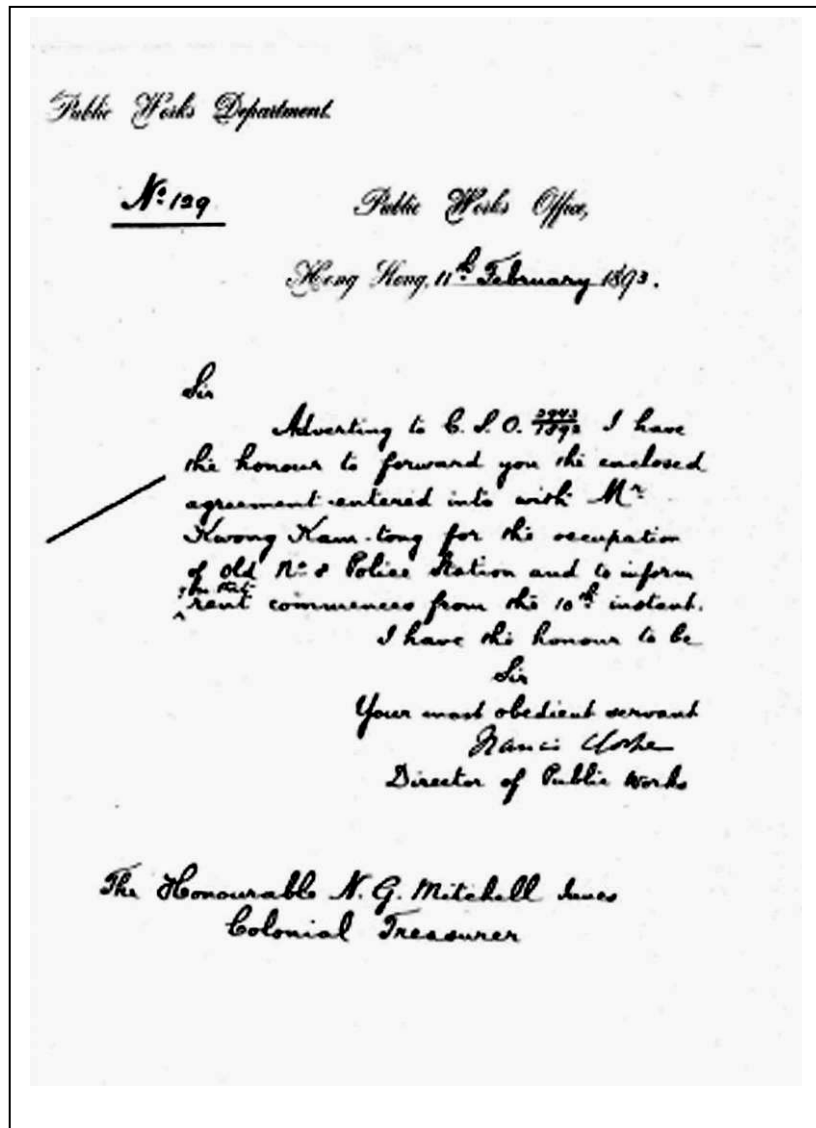 Public Works Department.
No. 129
Public Works Office,
Hong Kong, 11th February 1893.
Sir
Adverting to C. S. O. I have
the honour to forward you the enclosed
agreement entered into with Mr.
Kwong Kam-tong for the occupation
of Old No. 8 Police Station and to inform
you that
rent commences from the 10th instant.
I have the honour to be
Sir
Your most obedient servant
Francis
Director of Public Works
The Honourable N. G. Mitchell Innes
Colonial Treasurer